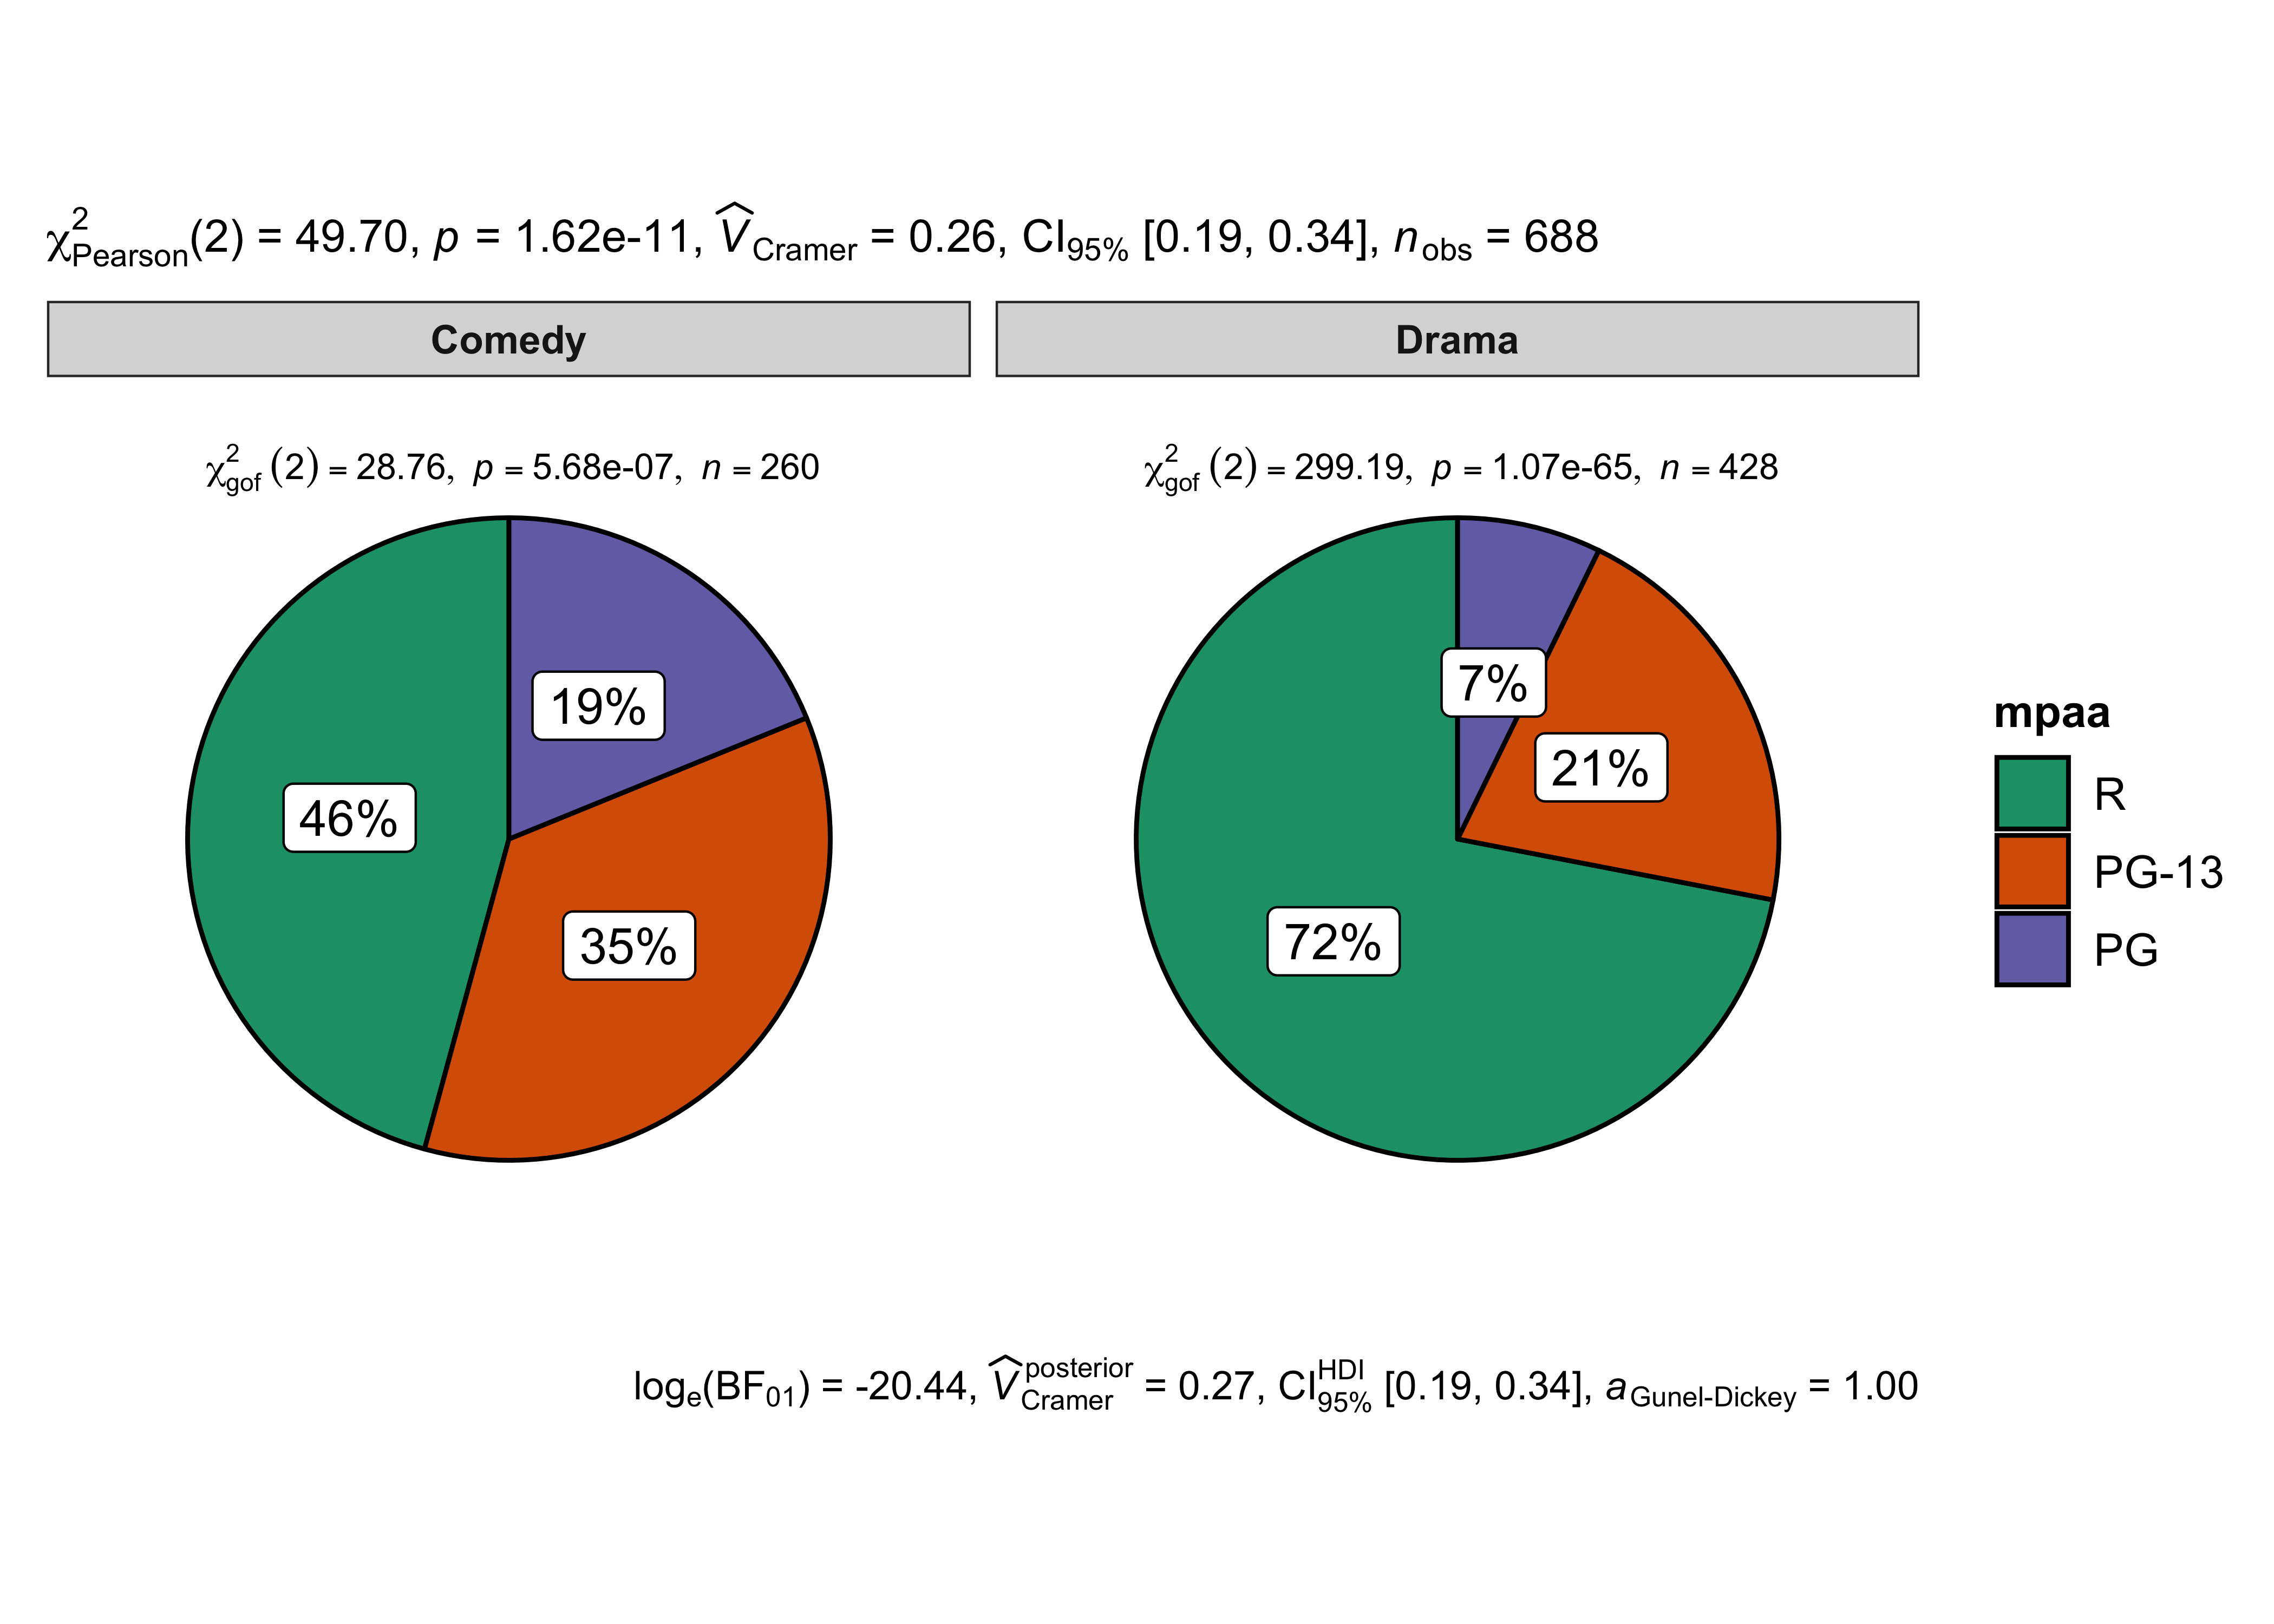 χ²Pearson(2) = 49.70, p = 1.62e-11, V̂Cramer = 0.26, CI95% [0.19, 0.34], nobs = 688
Comedy
Drama
χ²gof (2) = 28.76, p = 5.68e-07, n = 260
χ²gof (2) = 299.19, p = 1.07e-65, n = 428
19%
46%
35%
7%
21%
72%
mpaa
R
PG-13
PG
loge(BF01) = -20.44, V̂posteriorCramer = 0.27, CIHDI95% [0.19, 0.34], aGunel-Dickey = 1.00